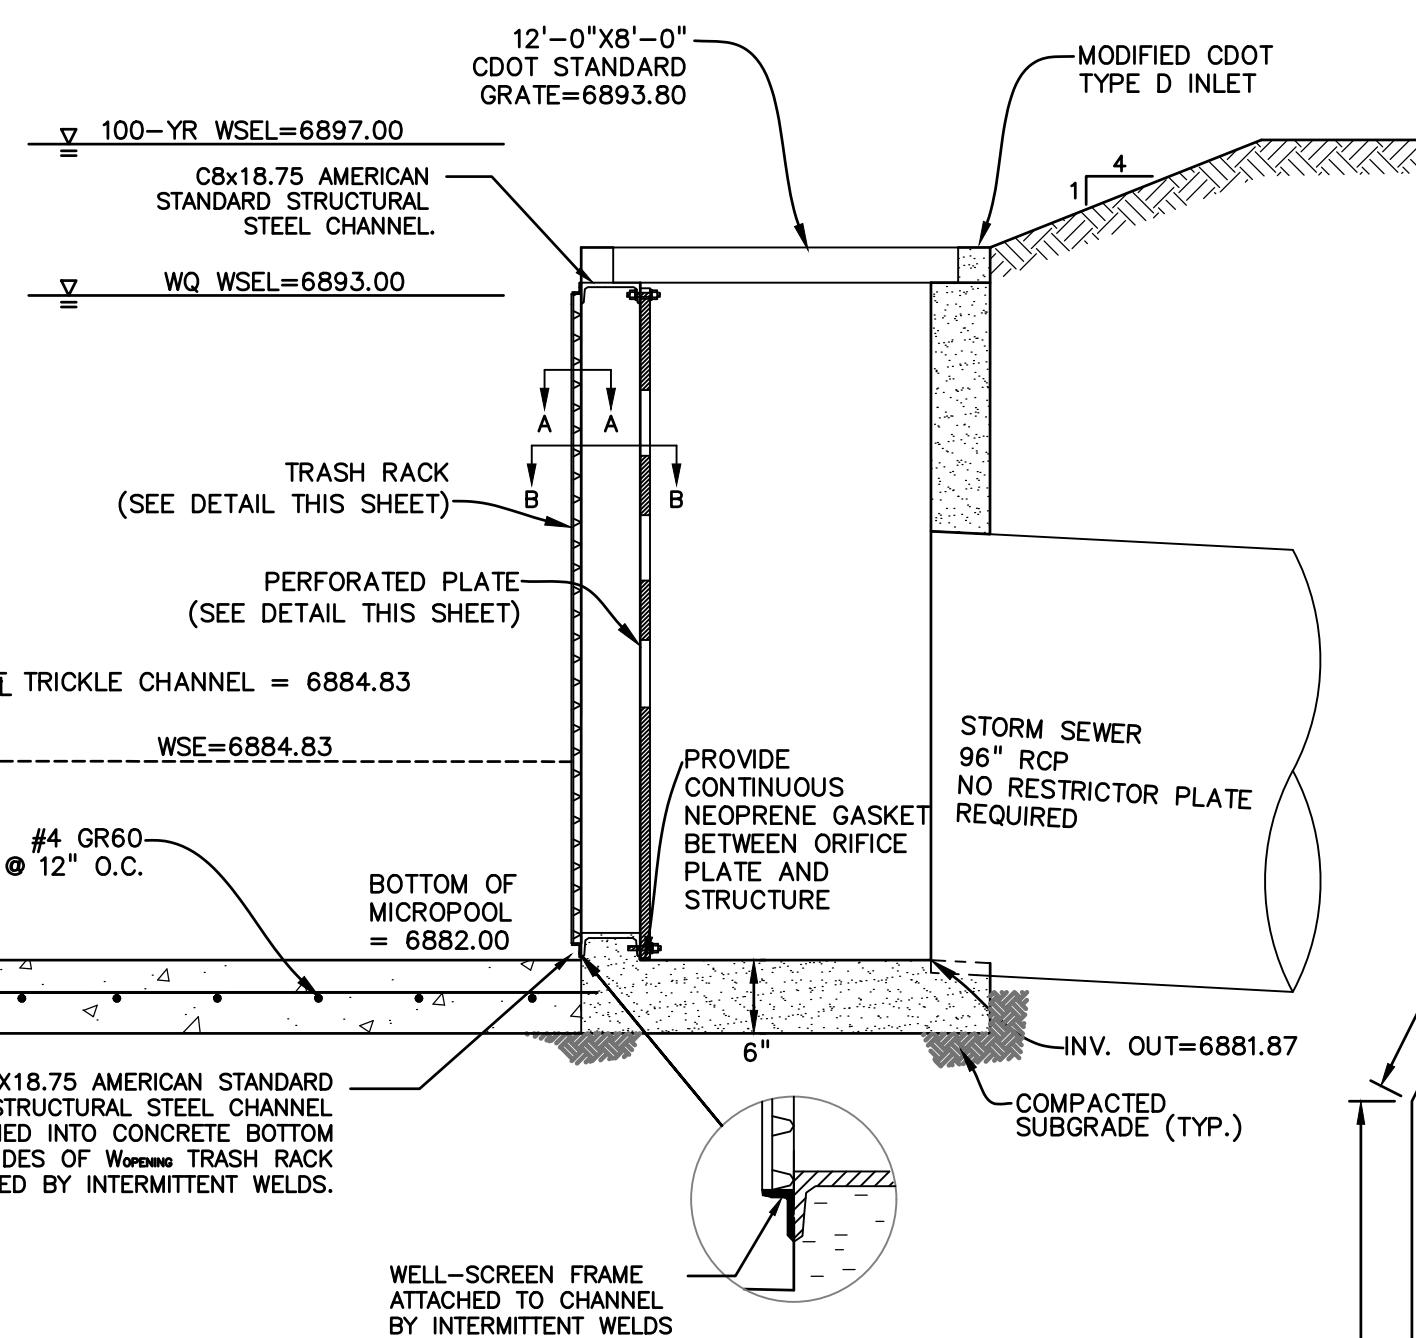 12'-0"X8'-0"
CDOT STANDARD
GRATE=6893.80
MODIFIED CDOT
TYPE D INLET
100-YR WSEL=6897.00
C8x18.75 AMERICAN
STANDARD STRUCTURAL
STEEL CHANNEL.
4
1
WQ WSEL=6893.00
A A
B B
TRASH RACK
(SEE DETAIL THIS SHEET)
PERFORATED PLATE
(SEE DETAIL THIS SHEET)
TRICKLE CHANNEL = 6884.83
WSE=6884.83
STORM SEWER
96" RCP
NO RESTRICTOR PLATE
REQUIRED
PROVIDE
CONTINUOUS
NEOPRENE GASKET
BETWEEN ORIFICE
PLATE AND
STRUCTURE
#4 GR60
@ 12" O.C.
BOTTOM OF
MICROPOOL
= 6882.00
6"
INV. OUT=6881.87
COMPACTED
SUBGRADE (TYP.)
X18.75 AMERICAN STANDARD
STRUCTURAL STEEL CHANNEL
INTO CONCRETE BOTTOM
OF WOPENING TRASH RACK
BY INTERMITTENT WELDS.
WELL-SCREEN FRAME
ATTACHED TO CHANNEL
BY INTERMITTENT WELDS